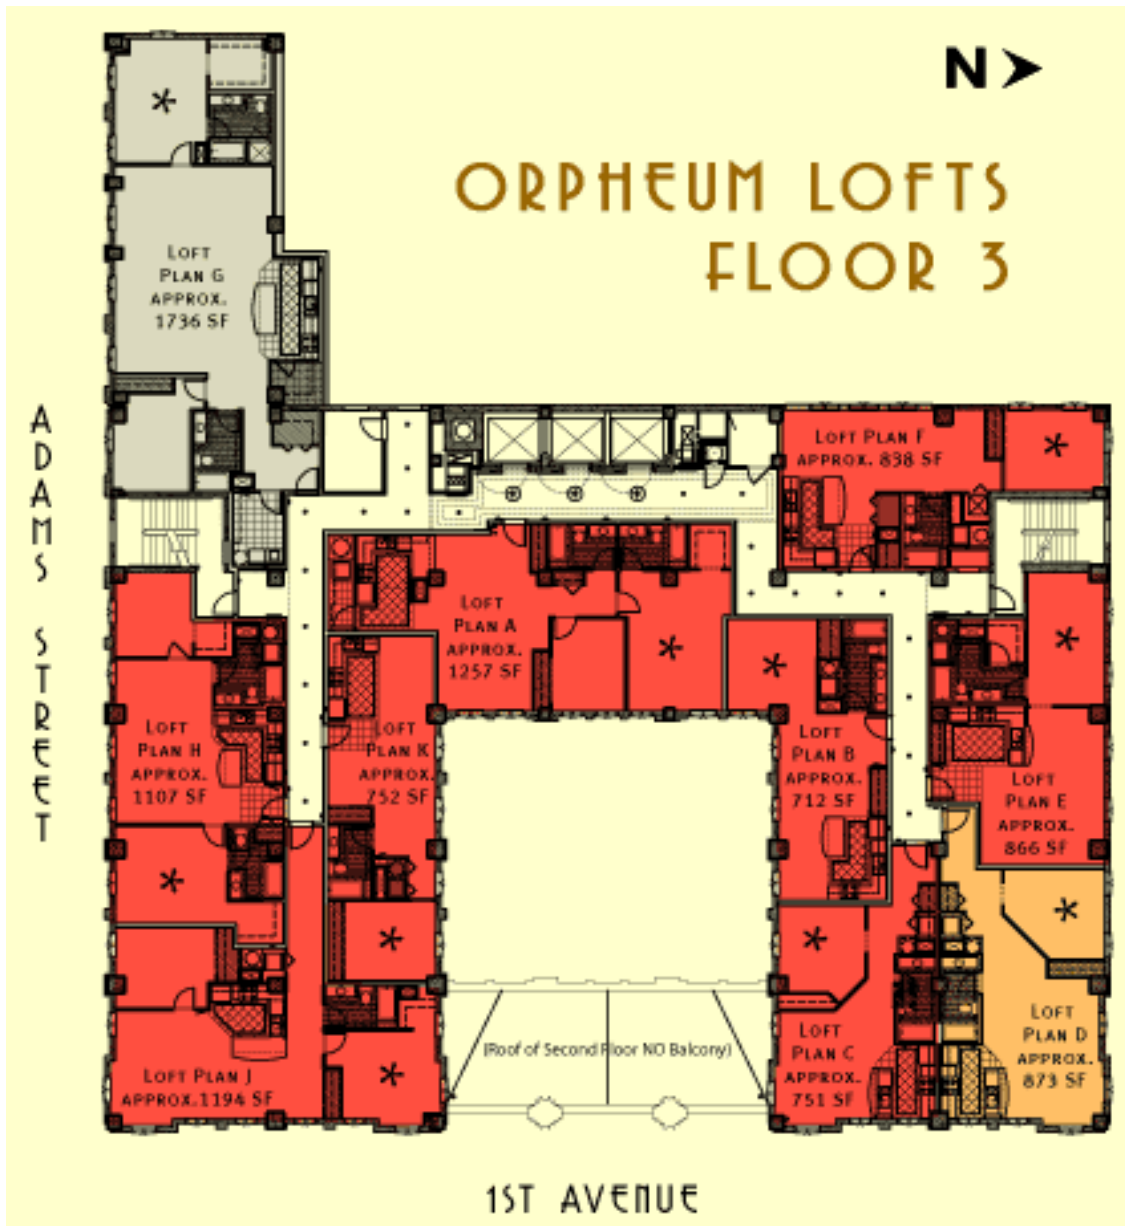 N
ORPHEUM LOFTS
FLOOR 3
LOFT
PLAN G
APPROX.
1736 SF
ADAMS STREET
LOFT PLAN F
APPROX. 838 SF
LOFT
PLAN A
APPROX.
1257 SF
LOFT
PLAN H
APPROX.
1107 SF
LOFT
PLAN K
APPROX.
752 SF
LOFT
PLAN B
APPROX.
712 SF
LOFT
PLAN E
APPROX.
866 SF
LOFT
PLAN D
APPROX.
873 SF
LOFT
PLAN C
APPROX.
751 SF
(Roof of Second Floor NO Balcony)
LOFT PLAN J
APPROX.1194 SF
1ST AVENUE